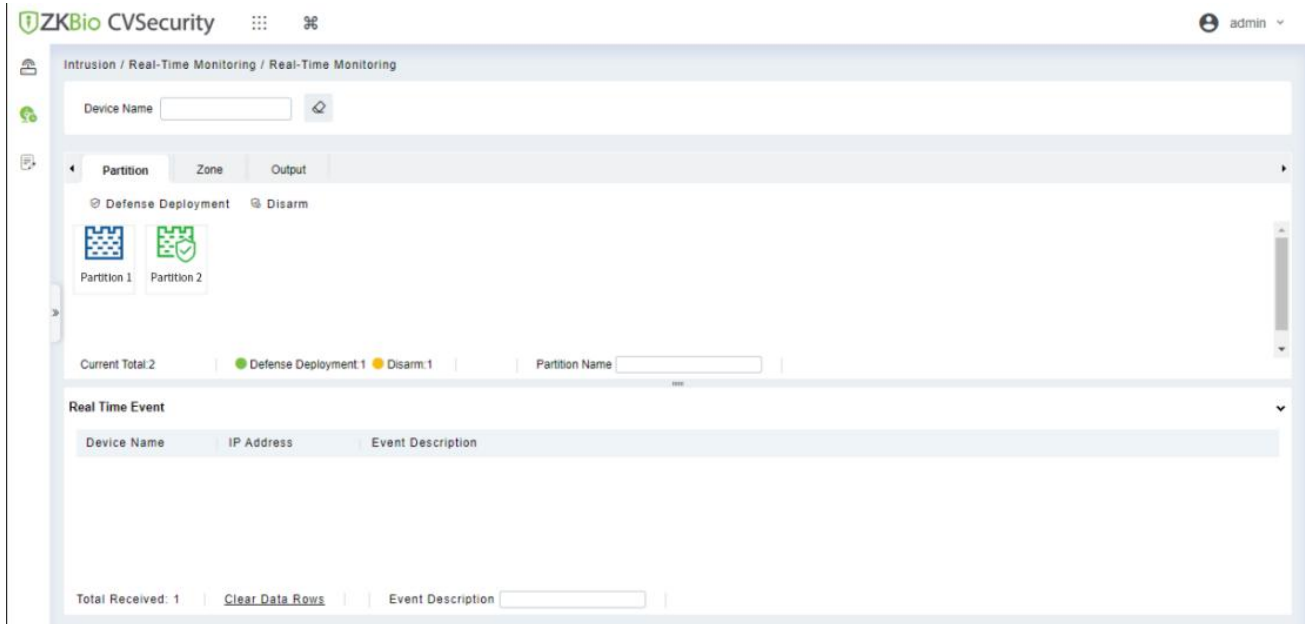 ZKBio CVSecurity admin
Intrusion / Real-Time Monitoring / Real-Time Monitoring
Device Name
Partition Zone Output
Defense Deployment Disarm
Partition 1 Partition 2
Current Total:2 Defense Deployment:1 Disarm:1 Partition Name
Real Time Event
Device Name IP Address Event Description
Total Received: 1 Clear Data Rows Event Description